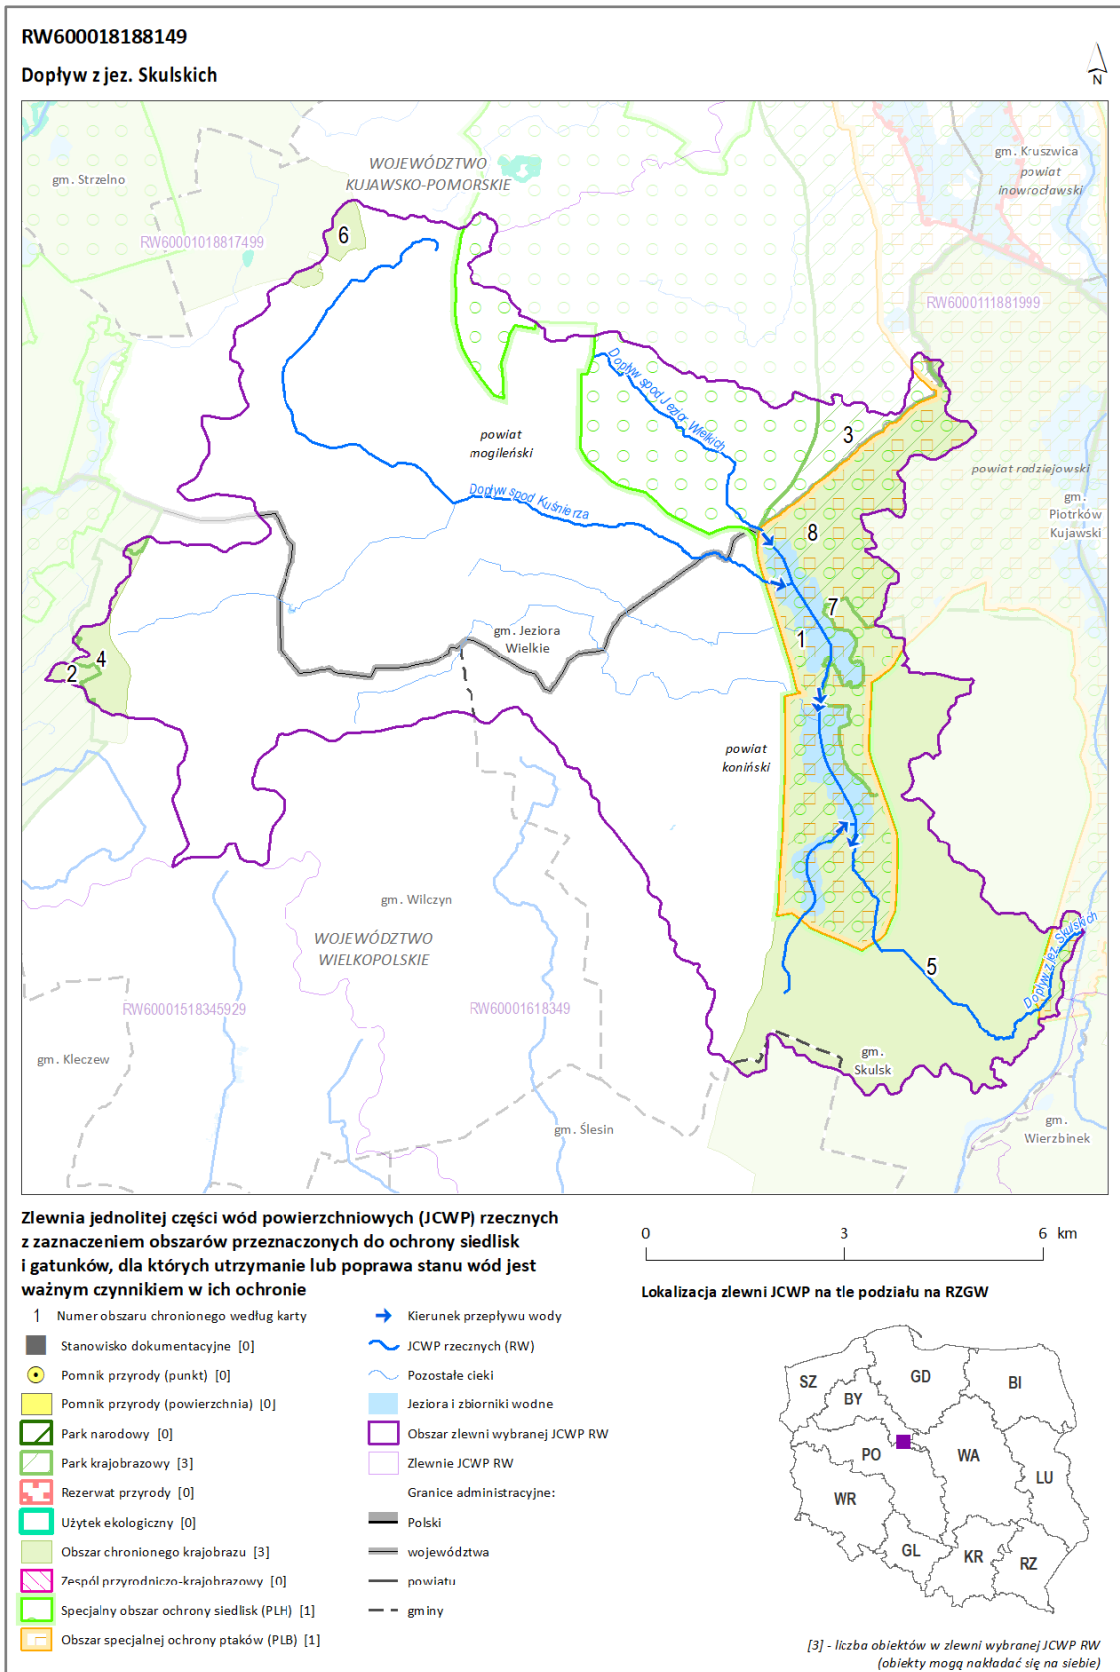 RW600018188149
Dopływ z jez. Skulskich
N
WOJEWÓDZTWO
KUJAWSKO-POMORSKIE
gm. Strzelno
gm. Kruszwica
powiat
inowrocławski
RW60001018817499
6
RW6000111881999
Dopływ spod Jezior Wielkich
3
powiat
mogileński
powiat radziejowski
gm.
Piotrków
Kujawski
Dopływ spod Kuśnierza
8
7
gm. Jeziora
Wielkie
1
4
2
powiat
koniński
gm. Wilczyn
WOJEWÓDZTWO
WIELKOPOLSKIE
Dopływ z jez. Skulskich
5
RW60001518345929
RW60001618349
gm. Kleczew
gm.
Skulsk
gm. Ślesin
gm.
Wierzbinek
Zlewnia jednolitej części wód powierzchniowych (JCWP) rzecznych
z zaznaczeniem obszarów przeznaczonych do ochrony siedlisk
i gatunków, dla których utrzymanie lub poprawa stanu wód jest
ważnym czynnikiem w ich ochronie
1 Numer obszaru chronionego według karty
Stanowisko dokumentacyjne [0]
Pomnik przyrody (punkt) [0]
Pomnik przyrody (powierzchnia) [0]
Park narodowy [0]
Park krajobrazowy [3]
Rezerwat przyrody [0]
Użytek ekologiczny [0]
Obszar chronionego krajobrazu [3]
Zespół przyrodniczo-krajobrazowy [0]
Specjalny obszar ochrony siedlisk (PLH) [1]
Obszar specjalnej ochrony ptaków (PLB) [1]
Kierunek przepływu wody
JCWP rzecznych (RW)
Pozostałe cieki
Jeziora i zbiorniki wodne
Obszar zlewni wybranej JCWP RW
Zlewnie JCWP RW
Granice administracyjne:
Polski
województwa
powiatu
gminy
0 3 6 km
Lokalizacja zlewni JCWP na tle podziału na RZGW
SZ
BY
GD
BI
PO
WA
LU
WR
GL
KR
RZ
[3] - liczba obiektów w zlewni wybranej JCWP RW
(obiekty mogą nakładać się na siebie)